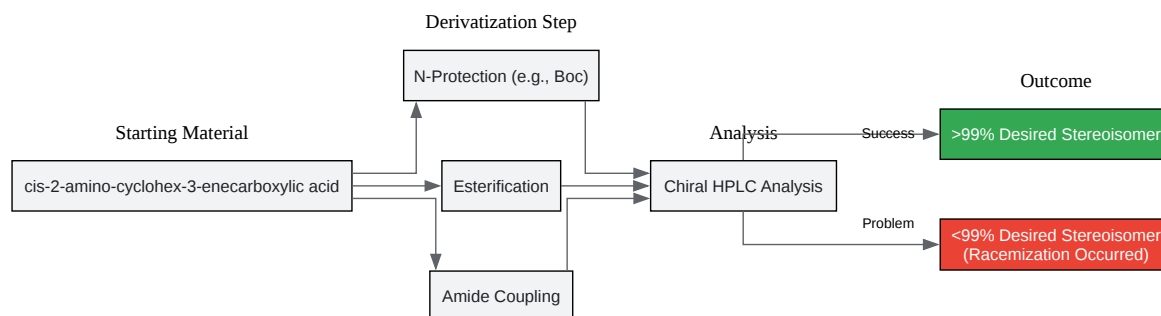 Derivatization Step
N-Protection (e.g., Boc)
Outcome
Starting Material
Analysis
Success
>99% Desired Stereoisomer
cis-2-amino-cyclohex-3-enecarboxylic acid
Esterification
Chiral HPLC Analysis
Problem
<99% Desired Stereoisomer
(Racemization Occurred)
Amide Coupling